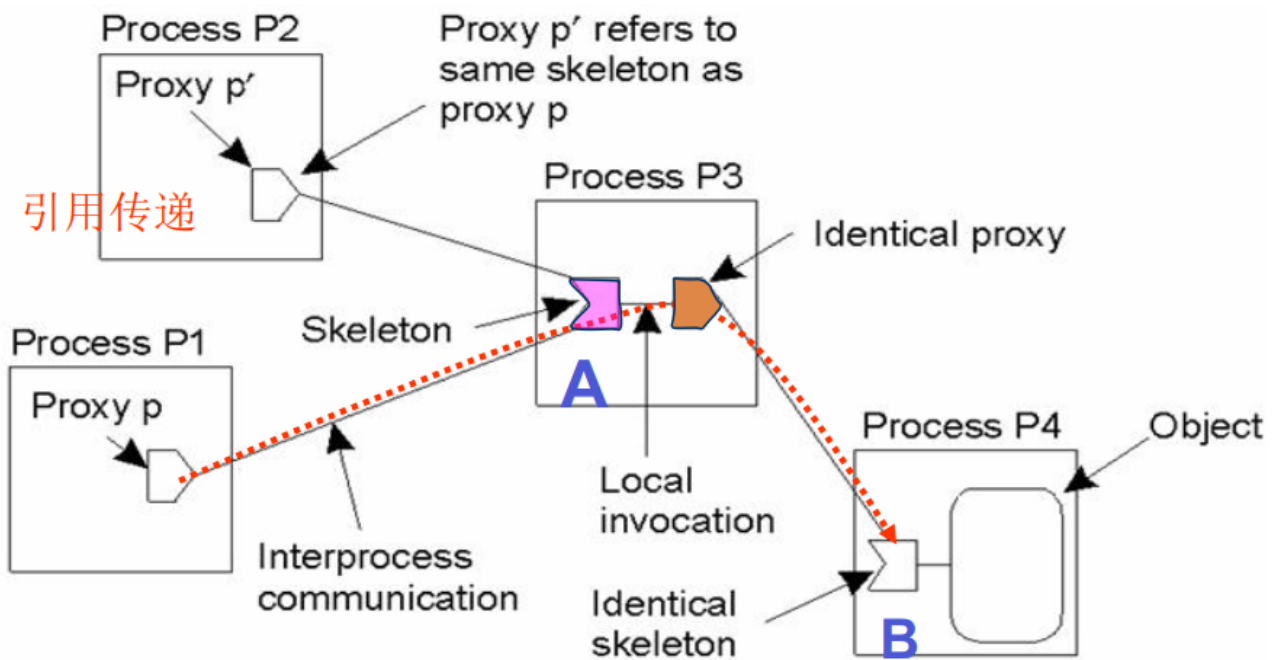 Process P2
Proxy p′
Proxy p′ refers to
same skeleton as
proxy p
引用传递
Process P3
Identical proxy
Skeleton
A
Process P1
Proxy p
Interprocess
communication
Local
invocation
Process P4
Object
Identical
skeleton
B